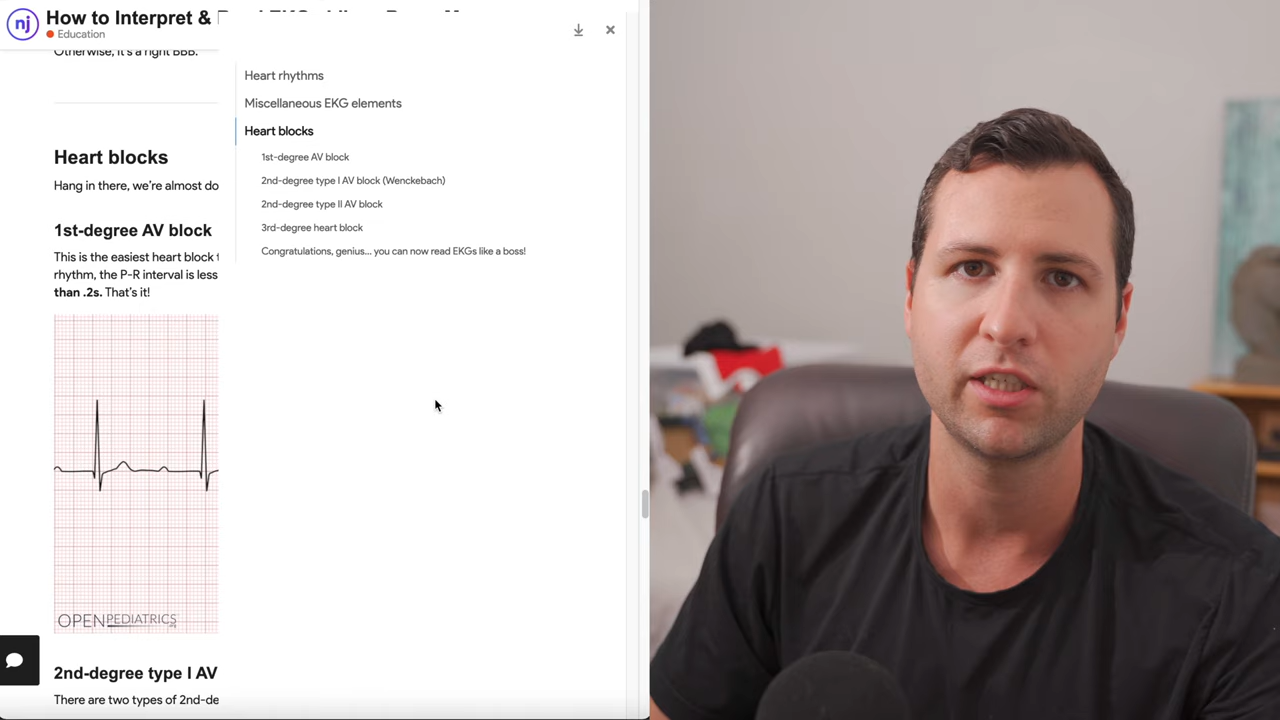 nj
How to Interpret &
Education
Otherwise, it's a right BBB.
Heart rhythms
Miscellaneous EKG elements
Heart blocks
1st-degree AV block
2nd-degree type I AV block (Wenckebach)
2nd-degree type II AV block
3rd-degree heart block
Congratulations, genius... you can now read EKGs like a boss!
Heart blocks
Hang in there, we're almost do
1st-degree AV block
This is the easiest heart block t
rhythm, the P-R interval is less
than .2s. That's it!
OPENPEDIATRICS
2nd-degree type I AV
There are two types of 2nd-de